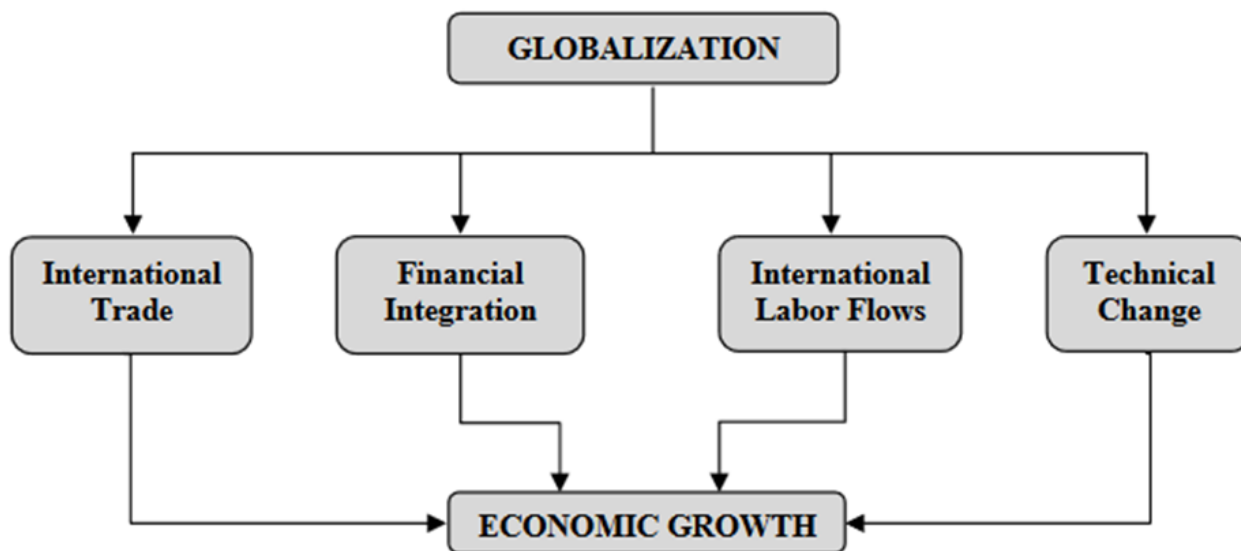 GLOBALIZATION
International
Trade
Financial
Integration
International
Labor Flows
Technical
Change
ECONOMIC GROWTH